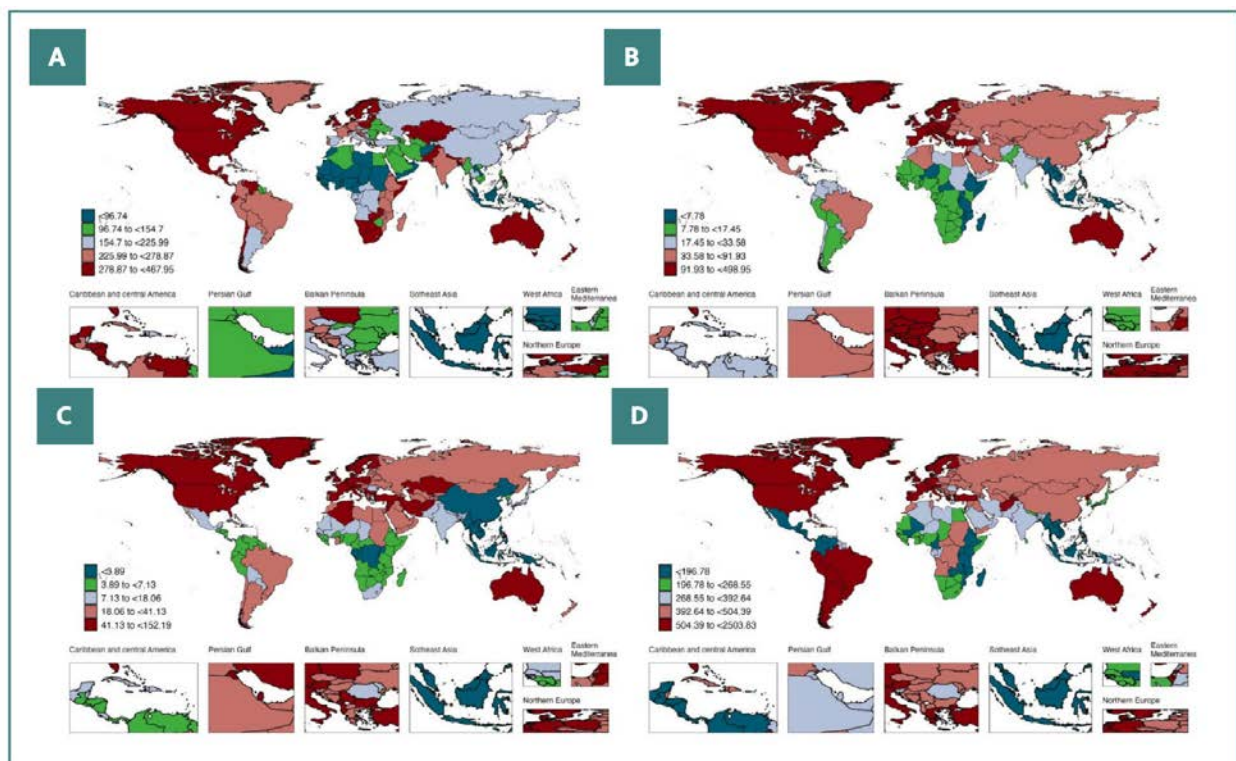 A
<96.74
96.74 to <154.7
154.7 to <225.99
225.99 to <278.87
278.87 to <467.95
Caribbean and central America
Persian Gulf
Balkan Peninsula
Sotheast Asia
West Africa
Eastern
Mediterranea
Northern Europe
B
<7.78
7.78 to <17.45
17.45 to <33.58
33.58 to <91.93
91.93 to <498.95
Caribbean and central America
Persian Gulf
Balkan Peninsula
Sotheast Asia
West Africa
Eastern
Mediterranea
Northern Europe
C
<3.89
3.89 to <7.13
7.13 to <18.06
18.06 to <41.13
41.13 to <152.19
Caribbean and central America
Persian Gulf
Balkan Peninsula
Sotheast Asia
West Africa
Eastern
Mediterranea
Northern Europe
D
<196.78
196.78 to <268.55
268.55 to <392.64
392.64 to <504.39
504.39 to <2503.83
Caribbean and central America
Persian Gulf
Balkan Peninsula
Sotheast Asia
West Africa
Eastern
Mediterranea
Northern Europe